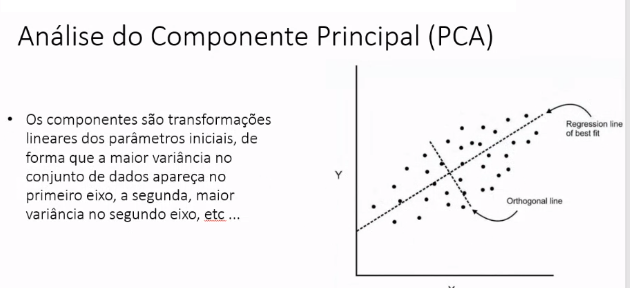 Análise do Componente Principal (PCA)
• Os componentes são transformações
lineares dos parâmetros iniciais, de
forma que a maior variância no
conjunto de dados apareça no
primeiro eixo, a segunda, maior
variância no segundo eixo, etc ...
Regression line
of best fit
Y
Orthogonal line